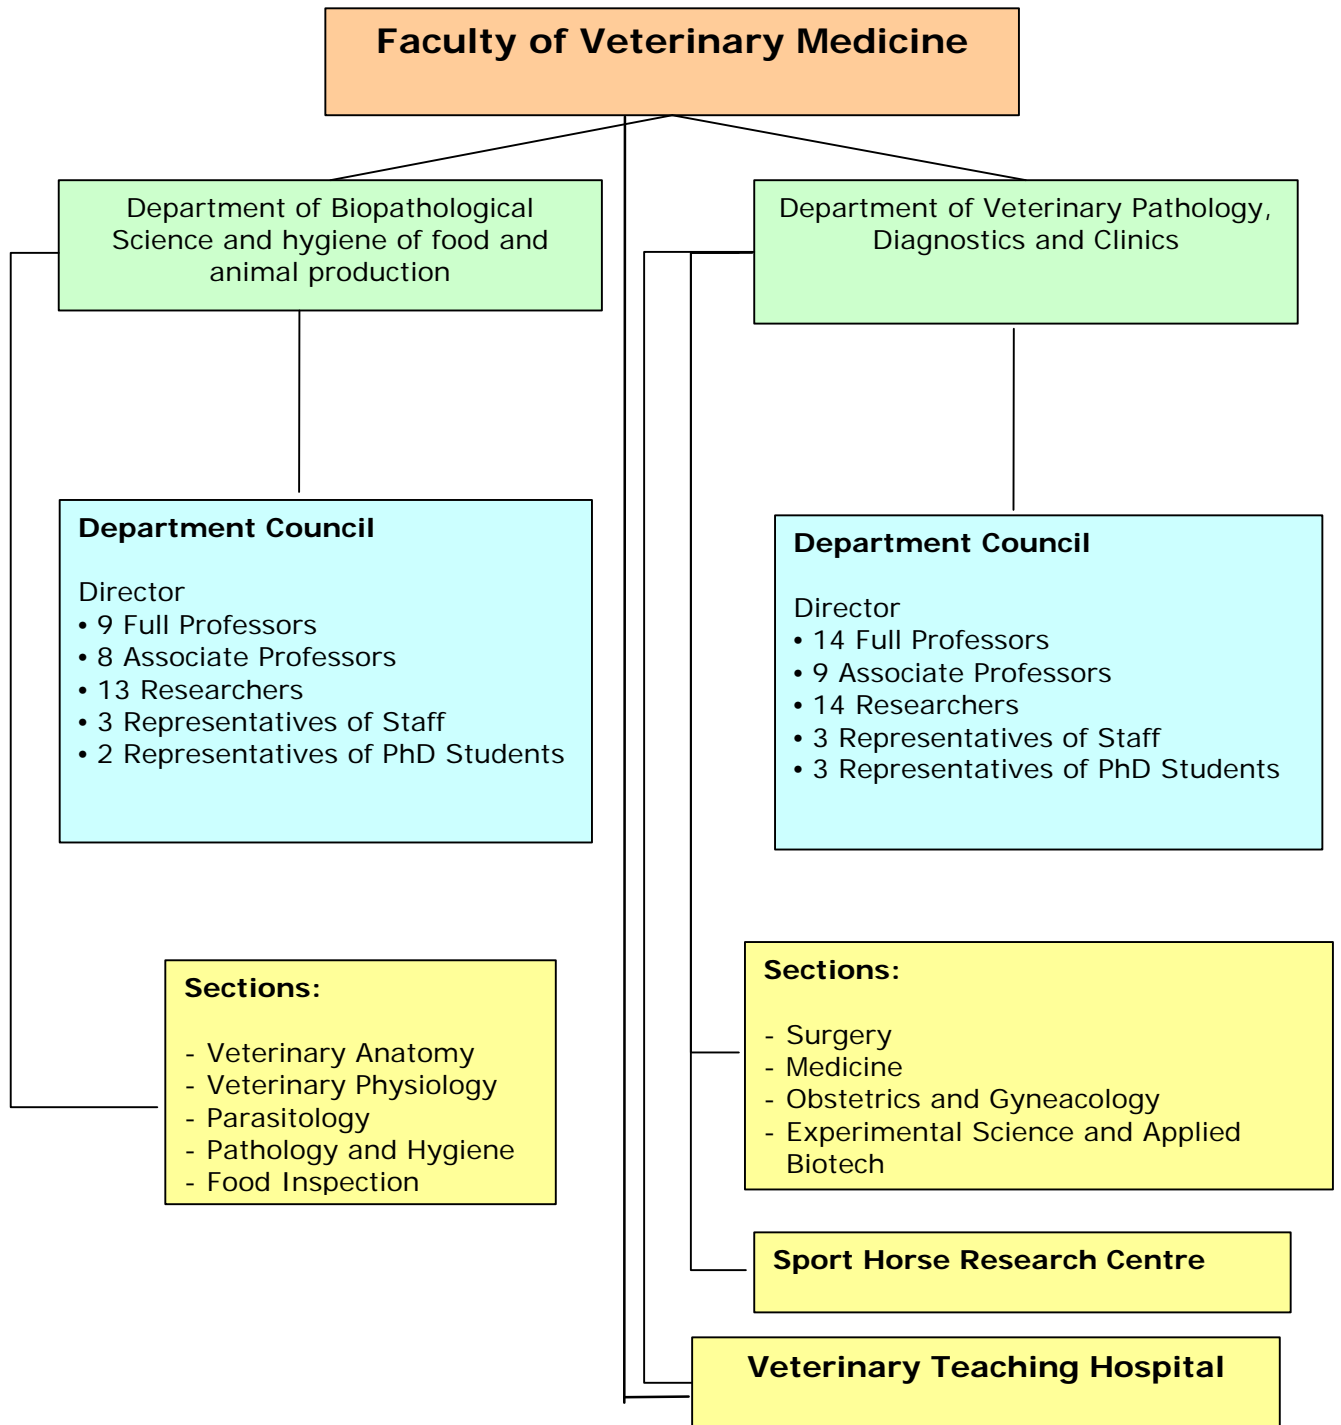 Faculty of Veterinary Medicine
Department of Biopathological
Science and hygiene of food and
animal production
Department of Veterinary Pathology,
Diagnostics and Clinics
Department Council
Director
• 9 Full Professors
• 8 Associate Professors
• 13 Researchers
• 3 Representatives of Staff
• 2 Representatives of PhD Students
Department Council
Director
• 14 Full Professors
• 9 Associate Professors
• 14 Researchers
• 3 Representatives of Staff
• 3 Representatives of PhD Students
Sections:
- Veterinary Anatomy
- Veterinary Physiology
- Parasitology
- Pathology and Hygiene
- Food Inspection
Sections:
- Surgery
- Medicine
- Obstetrics and Gyneacology
- Experimental Science and Applied
Biotech
Sport Horse Research Centre
Veterinary Teaching Hospital